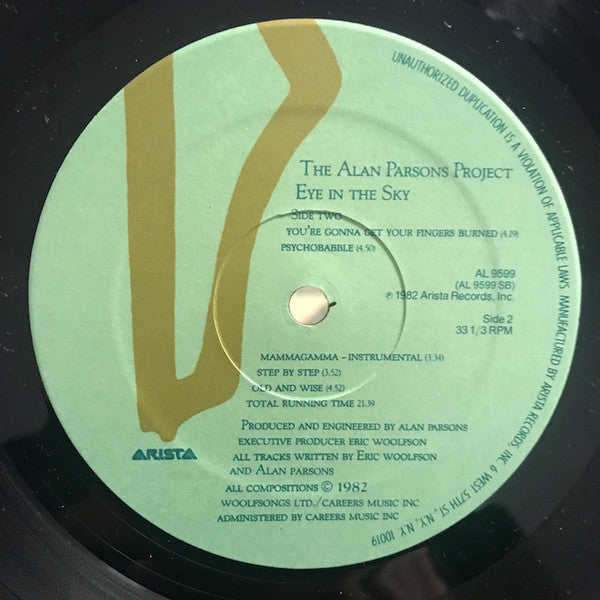 UNAUTHORIZED DUPLICATION IS A VIOLATION OF APPLICABLE LAWS. MANUFACTURED BY ARISTA RECORDS, INC. 6 WEST 57TH ST., N.Y., N.Y. 10019
THE ALAN PARSONS PROJECT
EYE IN THE SKY
SIDE TWO
YOU'RE GONNA GET YOUR FINGERS BURNED (4.19)
PSYCHOBABBLE (4.50)
AL 9599
(AL 9599 SB)
℗ 1982 Arista Records, Inc.
Side 2
33 1/3 RPM
MAMMAGAMMA – INSTRUMENTAL (3.34)
STEP BY STEP (3.52)
OLD AND WISE (4.52)
TOTAL RUNNING TIME 21.39
PRODUCED AND ENGINEERED BY ALAN PARSONS
EXECUTIVE PRODUCER ERIC WOOLFSON
ALL TRACKS WRITTEN BY ERIC WOOLFSON
AND ALAN PARSONS
ALL COMPOSITIONS © 1982
WOOLFSONGS LTD./CAREERS MUSIC INC
ADMINISTERED BY CAREERS MUSIC INC
ARISTA